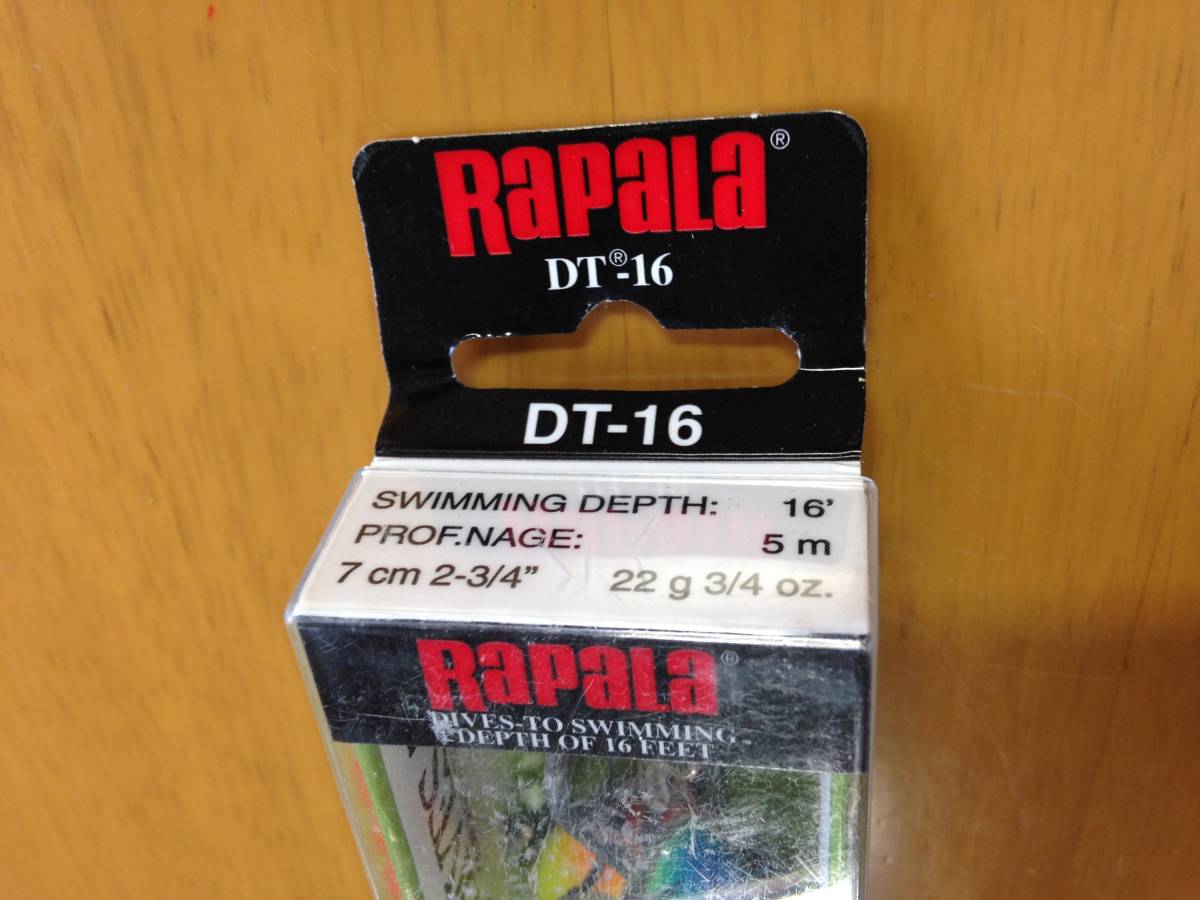 RAPALA®
DT®-16
DT-16
SWIMMING DEPTH: 16'
PROF.NAGE: 5 m
7 cm 2-3/4" 22 g 3/4 oz.
RAPALA®
DIVES-TO SWIMMING
DEPTH OF 16 FEET